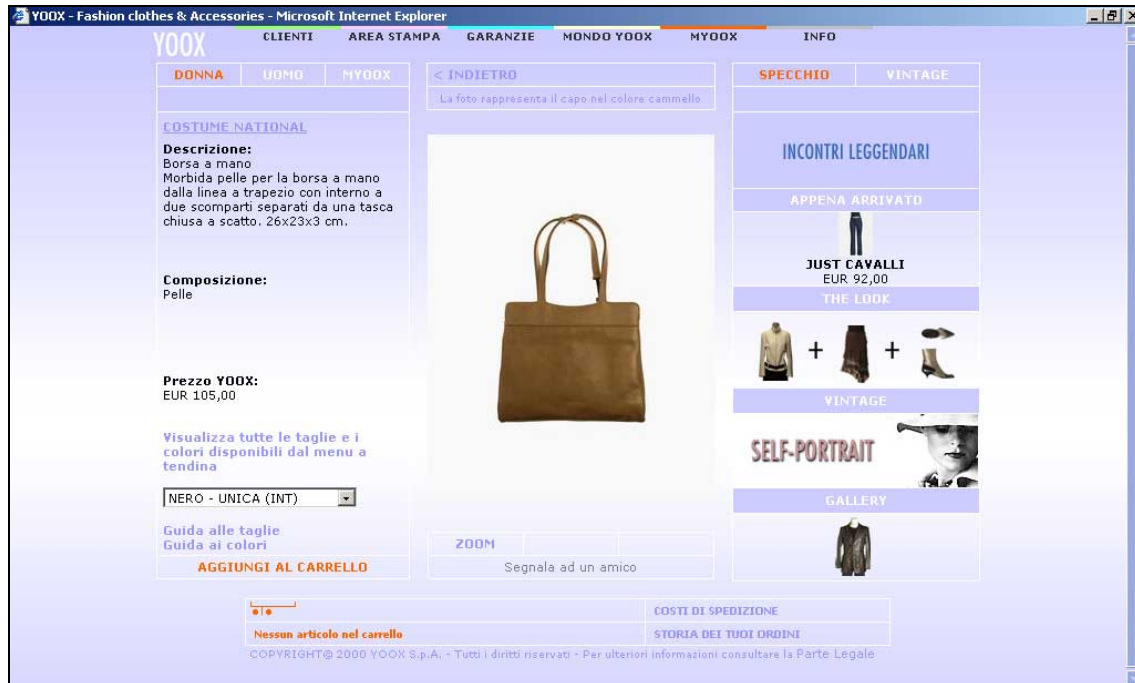 YOOX - Fashion clothes & Accessories - Microsoft Internet Explorer
YOOX
CLIENTI AREA STAMPA GARANZIE MONDO YOOX MYOOX INFO
DONNA UOMO MYOOX
< INDIETRO
SPECCHIO VINTAGE
La foto rappresenta il capo nel colore cammello
COSTUME NATIONAL
Descrizione:
Borsa a mano
Morbida pelle per la borsa a mano
dalla linea a trapezio con interno a
due scomparti separati da una tasca
chiusa a scatto. 26x23x3 cm.
Composizione:
Pelle
Prezzo YOOX:
EUR 105,00
Visualizza tutte le taglie e i
colori disponibili dal menu a
tendina
NERO - UNICA (INT)
Guida alle taglie
Guida ai colori
AGGIUNGI AL CARRELLO
ZOOM
Segnala ad un amico
INCONTRI LEGGENDARI
APPENA ARRIVATO
JUST CAVALLI
EUR 92,00
THE LOOK
+ +
VINTAGE
SELF-PORTRAIT
GALLERY
COSTI DI SPEDIZIONE
Nessun articolo nel carrello
STORIA DEI TUOI ORDINI
COPYRIGHT@ 2000 YOOX S.p.A. - Tutti i diritti riservati - Per ulteriori informazioni consultare la Parte Legale